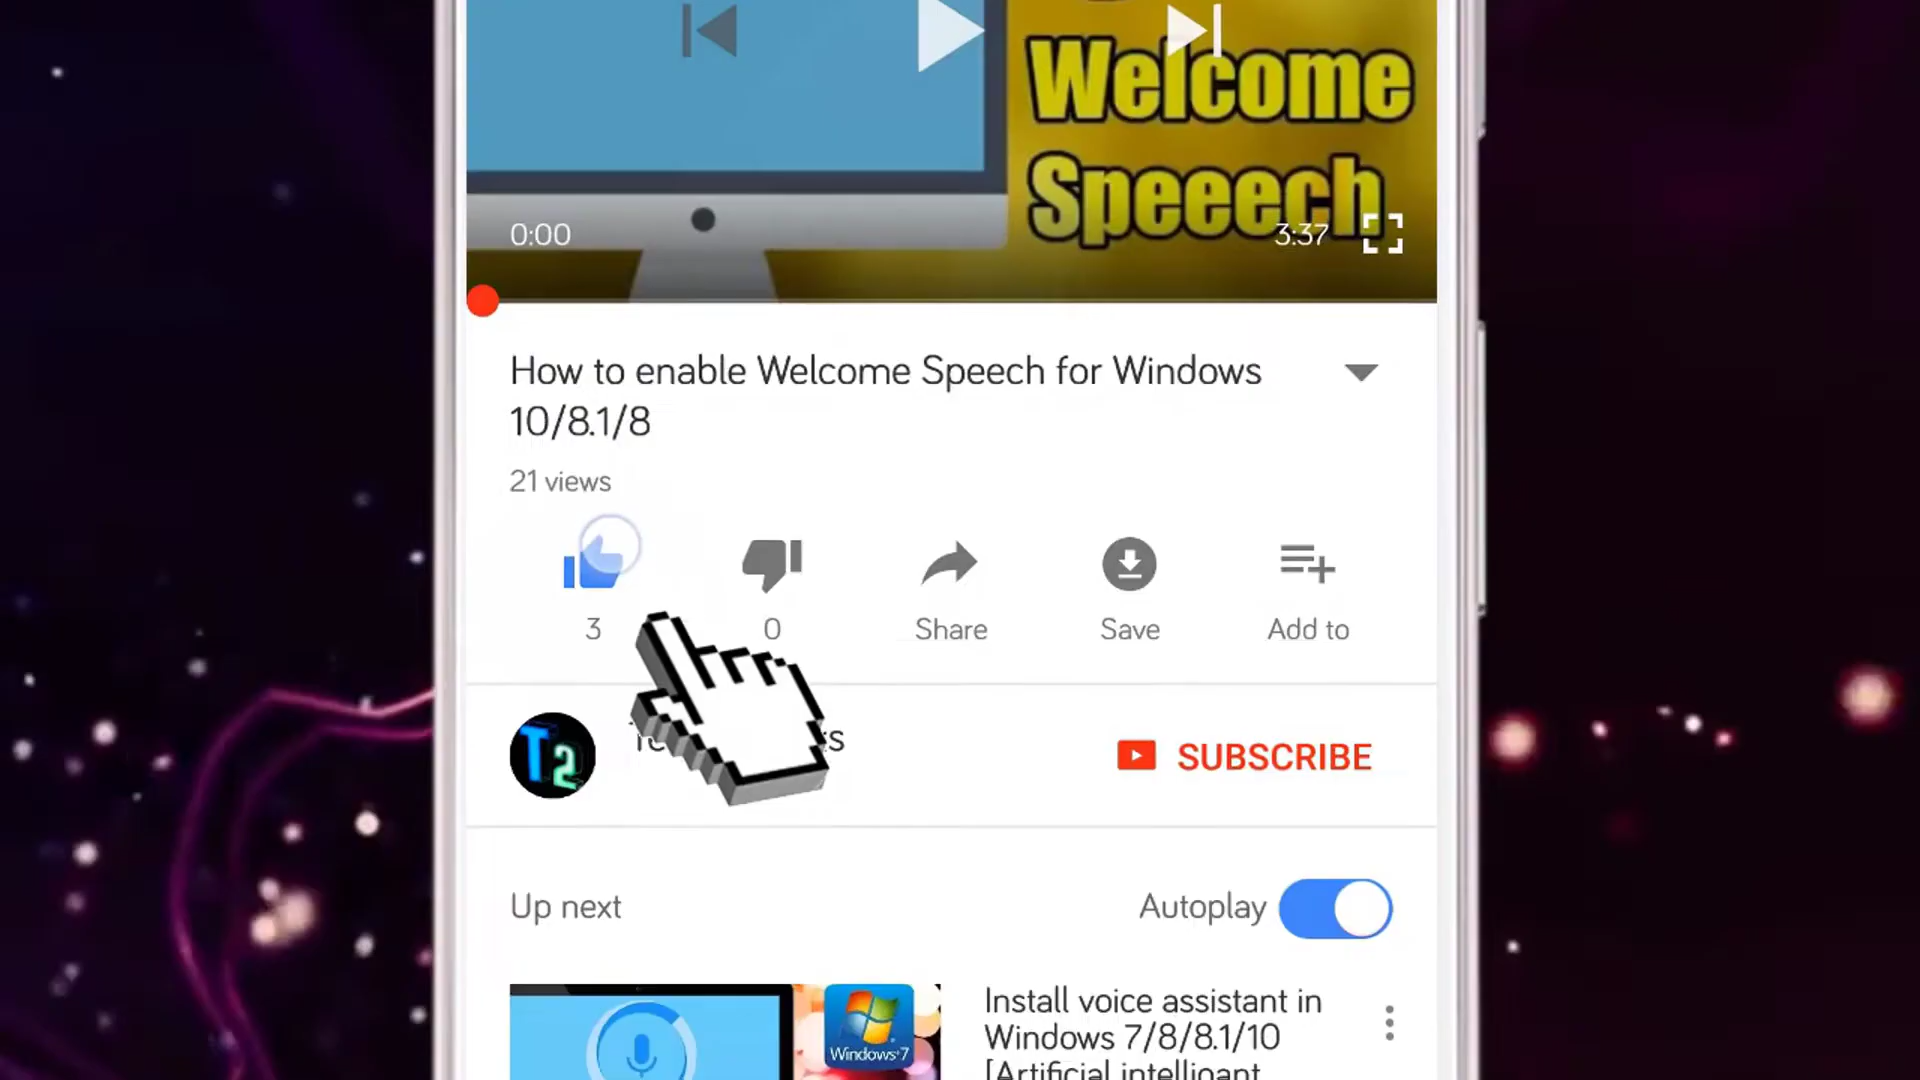 Welcome
Speeech
0:00
3:37
How to enable Welcome Speech for Windows
10/8.1/8
21 views
3
0
Share
Save
Add to
T2
SUBSCRIBE
Up next
Autoplay
Install voice assistant in
Windows 7/8/8.1/10
[Artificial intelligent
Windows 7